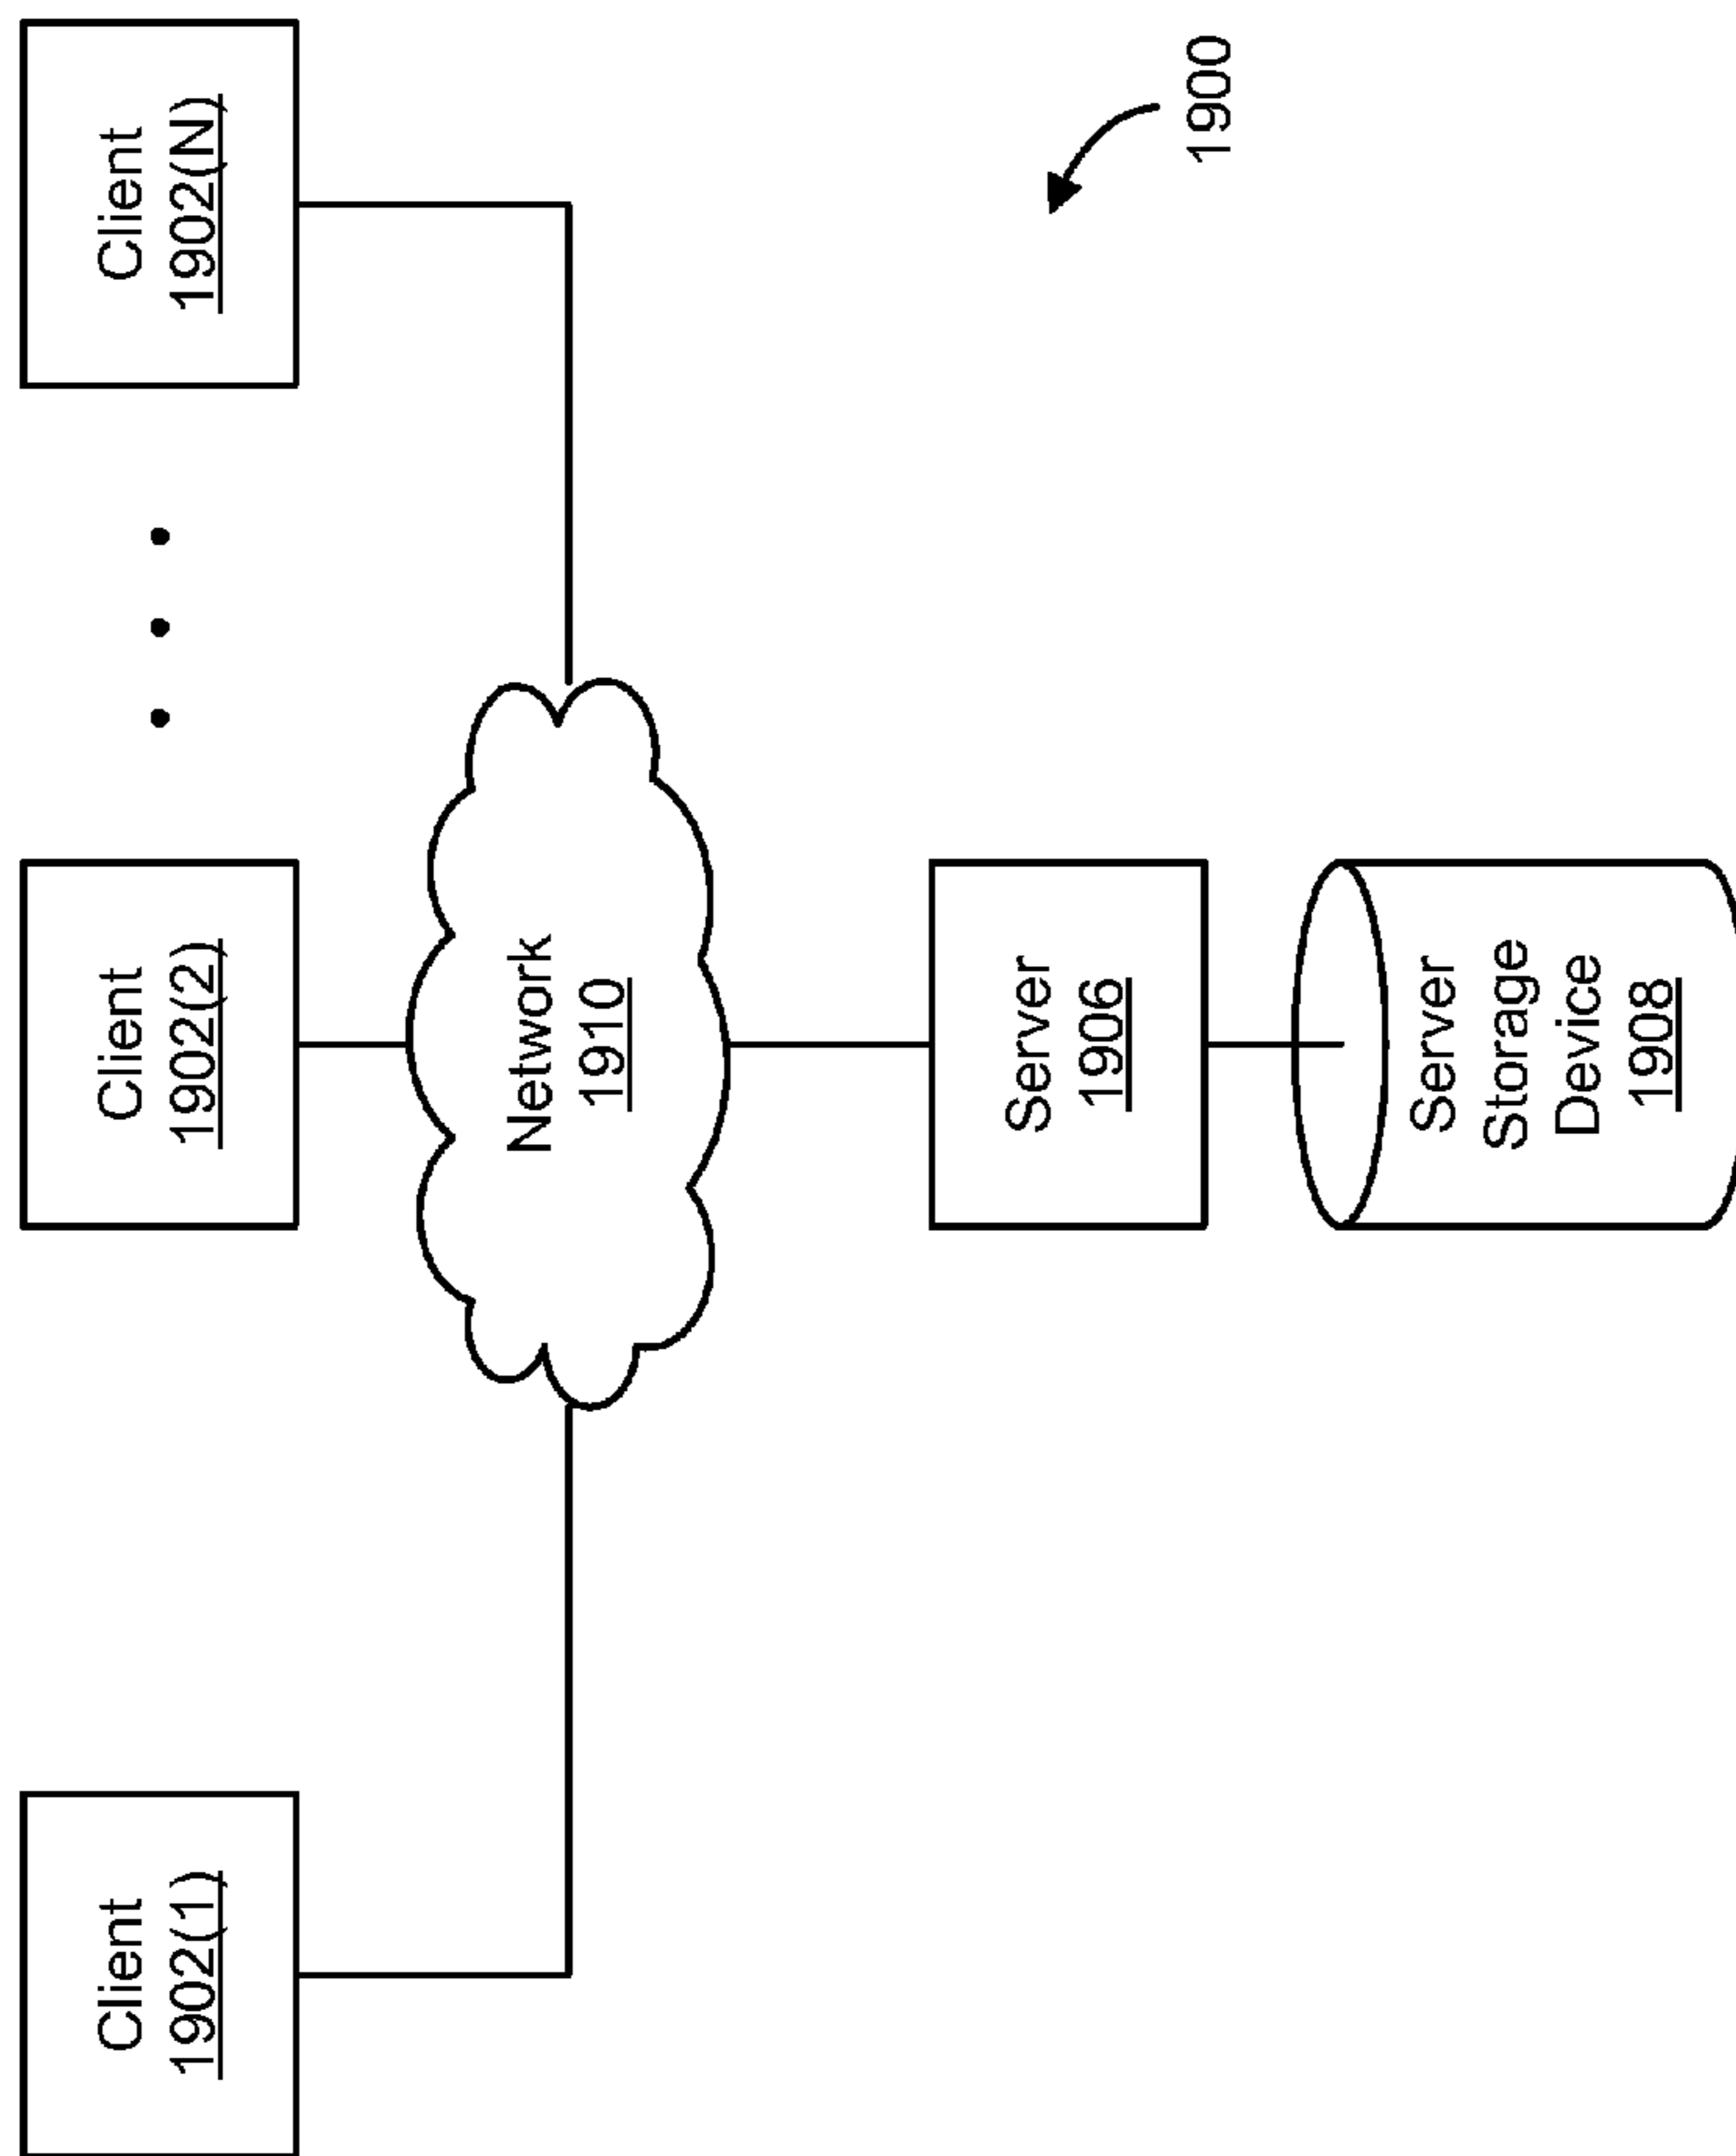 Client
1902(1)
Client
1902(2)
Client
1902(N)
Network
1910
Server
1906
1900
Server
Storage
Device
1908